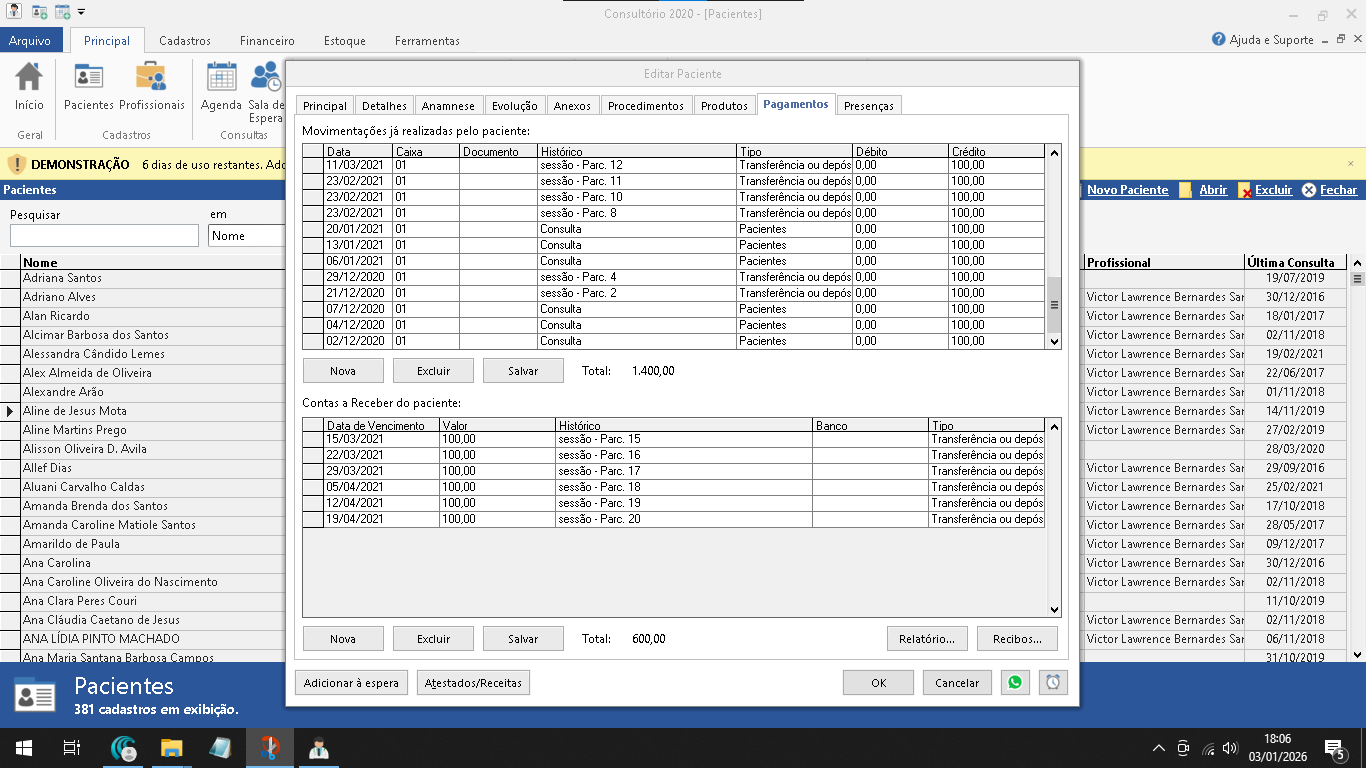 Consultório 2020 - [Pacientes]
Arquivo Principal Cadastros Financeiro Estoque Ferramentas Ajuda e Suporte
Início Pacientes Profissionais Agenda Sala de Espera
Geral Cadastros Consultas
DEMONSTRAÇÃO 6 dias de uso restantes. Ado
Pacientes Novo Paciente Abrir Excluir Fechar
Pesquisar em
Nome
Nome Profissional Última Consulta
Adriana Santos 19/07/2019
Adriano Alves Victor Lawrence Bernardes Sar 30/12/2016
Alan Ricardo Victor Lawrence Bernardes Sar 18/01/2017
Alcimar Barbosa dos Santos Victor Lawrence Bernardes Sar 02/11/2018
Alessandra Cândido Lemes Victor Lawrence Bernardes Sar 19/02/2021
Alex Almeida de Oliveira Victor Lawrence Bernardes Sar 22/06/2017
Alexandre Arão Victor Lawrence Bernardes Sar 01/11/2018
Aline de Jesus Mota Victor Lawrence Bernardes Sar 14/11/2019
Aline Martins Prego Victor Lawrence Bernardes Sar 27/02/2019
Alisson Oliveira D. Avila 28/03/2020
Allef Dias Victor Lawrence Bernardes Sar 29/09/2016
Aluani Carvalho Caldas Victor Lawrence Bernardes Sar 25/02/2021
Amanda Brenda dos Santos Victor Lawrence Bernardes Sar 17/10/2018
Amanda Caroline Matiole Santos Victor Lawrence Bernardes Sar 28/05/2017
Amarildo de Paula Victor Lawrence Bernardes Sar 09/12/2017
Ana Carolina Victor Lawrence Bernardes Sar 30/12/2016
Ana Caroline Oliveira do Nascimento Victor Lawrence Bernardes Sar 02/11/2018
Ana Clara Peres Couri 11/10/2019
Ana Cláudia Caetano de Jesus Victor Lawrence Bernardes Sar 02/11/2018
ANA LÍDIA PINTO MACHADO Victor Lawrence Bernardes Sar 06/11/2018
Ana Maria Santana Barbosa Campos 31/10/2019
Editar Paciente
Principal Detalhes Anamnese Evolução Anexos Procedimentos Produtos Pagamentos Presenças
Movimentações já realizadas pelo paciente:
Data Caixa Documento Histórico Tipo Débito Crédito
11/03/2021 01 sessão - Parc. 12 Transferência ou depós 0,00 100,00
23/02/2021 01 sessão - Parc. 11 Transferência ou depós 0,00 100,00
23/02/2021 01 sessão - Parc. 10 Transferência ou depós 0,00 100,00
23/02/2021 01 sessão - Parc. 8 Transferência ou depós 0,00 100,00
20/01/2021 01 Consulta Pacientes 0,00 100,00
13/01/2021 01 Consulta Pacientes 0,00 100,00
06/01/2021 01 Consulta Pacientes 0,00 100,00
29/12/2020 01 sessão - Parc. 4 Transferência ou depós 0,00 100,00
21/12/2020 01 sessão - Parc. 2 Transferência ou depós 0,00 100,00
07/12/2020 01 Consulta Pacientes 0,00 100,00
04/12/2020 01 Consulta Pacientes 0,00 100,00
02/12/2020 01 Consulta Pacientes 0,00 100,00
Nova Excluir Salvar Total: 1.400,00
Contas a Receber do paciente:
Data de Vencimento Valor Histórico Banco Tipo
15/03/2021 100,00 sessão - Parc. 15 Transferência ou depós
22/03/2021 100,00 sessão - Parc. 16 Transferência ou depós
29/03/2021 100,00 sessão - Parc. 17 Transferência ou depós
05/04/2021 100,00 sessão - Parc. 18 Transferência ou depós
12/04/2021 100,00 sessão - Parc. 19 Transferência ou depós
19/04/2021 100,00 sessão - Parc. 20 Transferência ou depós
Nova Excluir Salvar Total: 600,00 Relatório... Recibos...
Adicionar à espera Atestados/Receitas OK Cancelar
Pacientes
381 cadastros em exibição.
18:06
03/01/2026
5